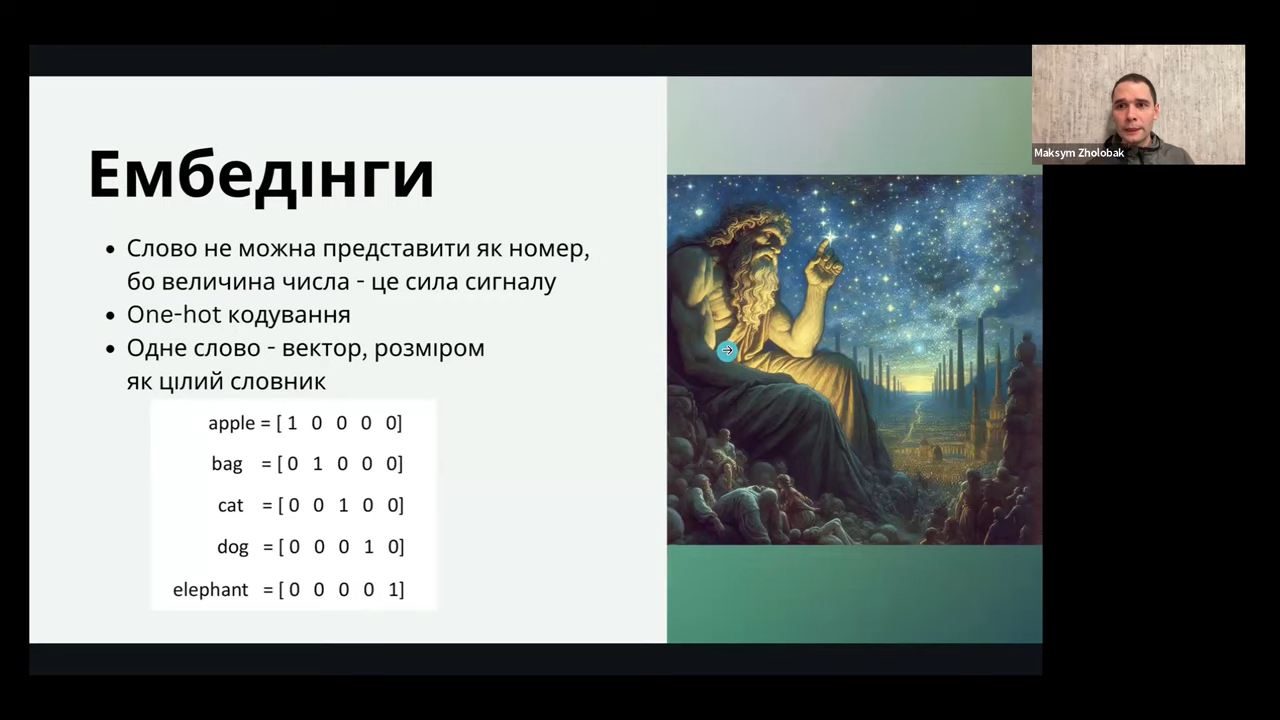 Ембедінги
Слово не можна представити як номер,
бо величина числа - це сила сигналу
One-hot кодування
Одне слово - вектор, розміром
як цілий словник
apple = [ 1 0 0 0 0]
bag = [ 0 1 0 0 0]
cat = [ 0 0 1 0 0]
dog = [ 0 0 0 1 0]
elephant = [ 0 0 0 0 1]
Maksym Zholobak